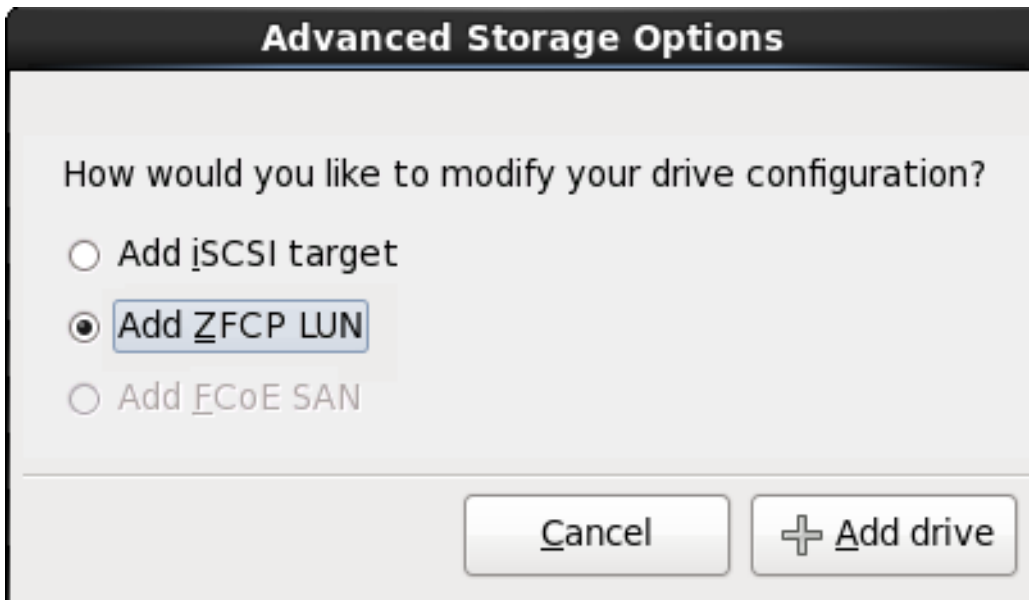 Advanced Storage Options
How would you like to modify your drive configuration?
Add iSCSI target
Add ZFCP LUN
Add FCoE SAN
Cancel
Add drive